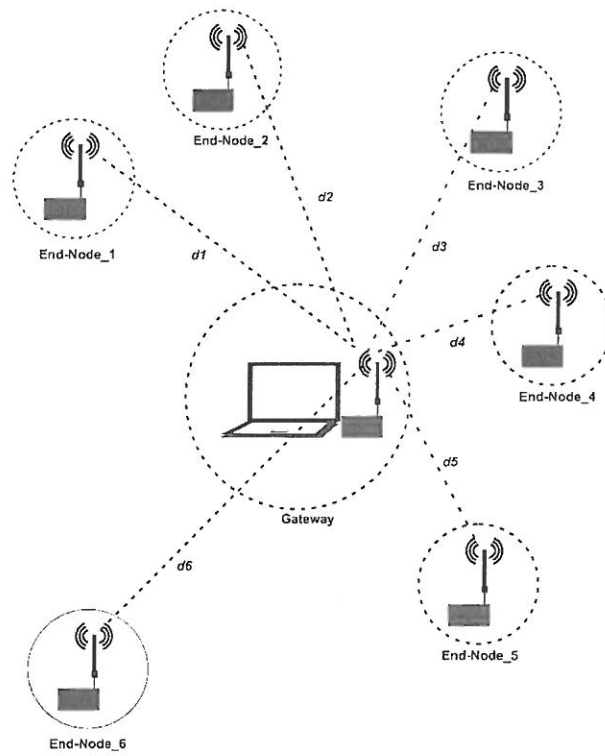 End-Node_2
End-Node_3
End-Node_1
d2
d1
d3
d4
End-Node_4
d5
Gateway
d6
End-Node_5
End-Node_6